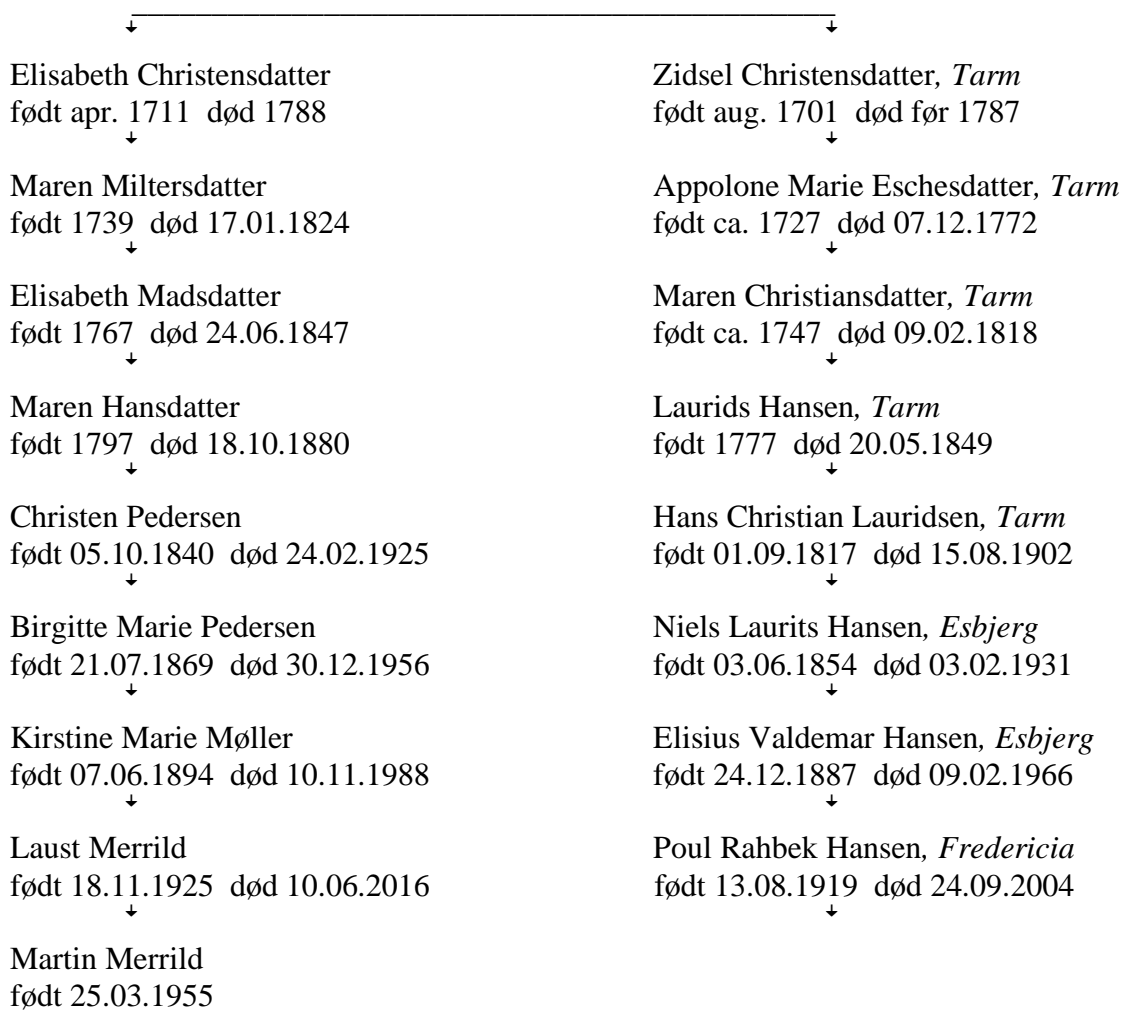 Elisabeth Christensdatter
født apr. 1711 død 1788
Maren Miltersdatter
født 1739 død 17.01.1824
Elisabeth Madsdatter
født 1767 død 24.06.1847
Maren Hansdatter
født 1797 død 18.10.1880
Christen Pedersen
født 05.10.1840 død 24.02.1925
Birgitte Marie Pedersen
født 21.07.1869 død 30.12.1956
Kirstine Marie Møller
født 07.06.1894 død 10.11.1988
Laust Merrild
født 18.11.1925 død 10.06.2016
Martin Merrild
født 25.03.1955
Zidsel Christensdatter, Tarm
født aug. 1701 død før 1787
Appolone Marie Eschesdatter, Tarm
født ca. 1727 død 07.12.1772
Maren Christiansdatter, Tarm
født ca. 1747 død 09.02.1818
Laurids Hansen, Tarm
født 1777 død 20.05.1849
Hans Christian Lauridsen, Tarm
født 01.09.1817 død 15.08.1902
Niels Laurits Hansen, Esbjerg
født 03.06.1854 død 03.02.1931
Elisius Valdemar Hansen, Esbjerg
født 24.12.1887 død 09.02.1966
Poul Rahbek Hansen, Fredericia
født 13.08.1919 død 24.09.2004